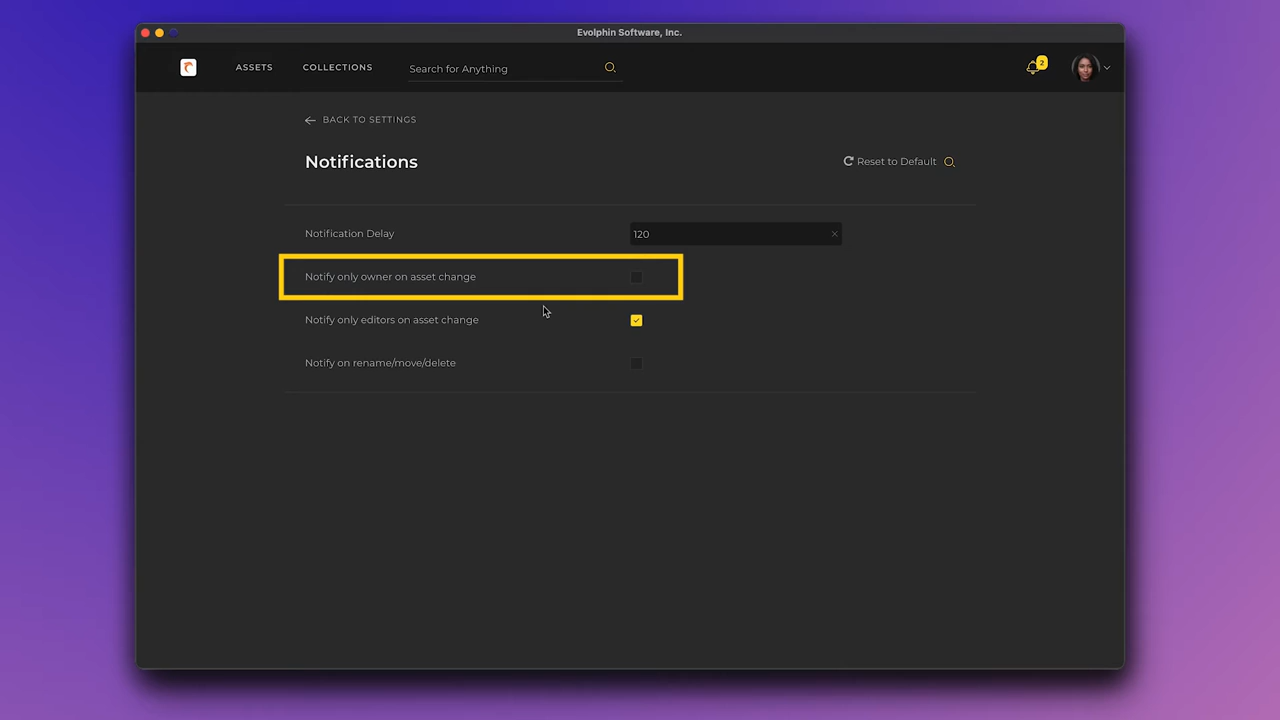 Evolphin Software, Inc.
ASSETS COLLECTIONS Search for Anything 2
BACK TO SETTINGS
Notifications Reset to Default
Notification Delay 120
Notify only owner on asset change
Notify only editors on asset change
Notify on rename/move/delete